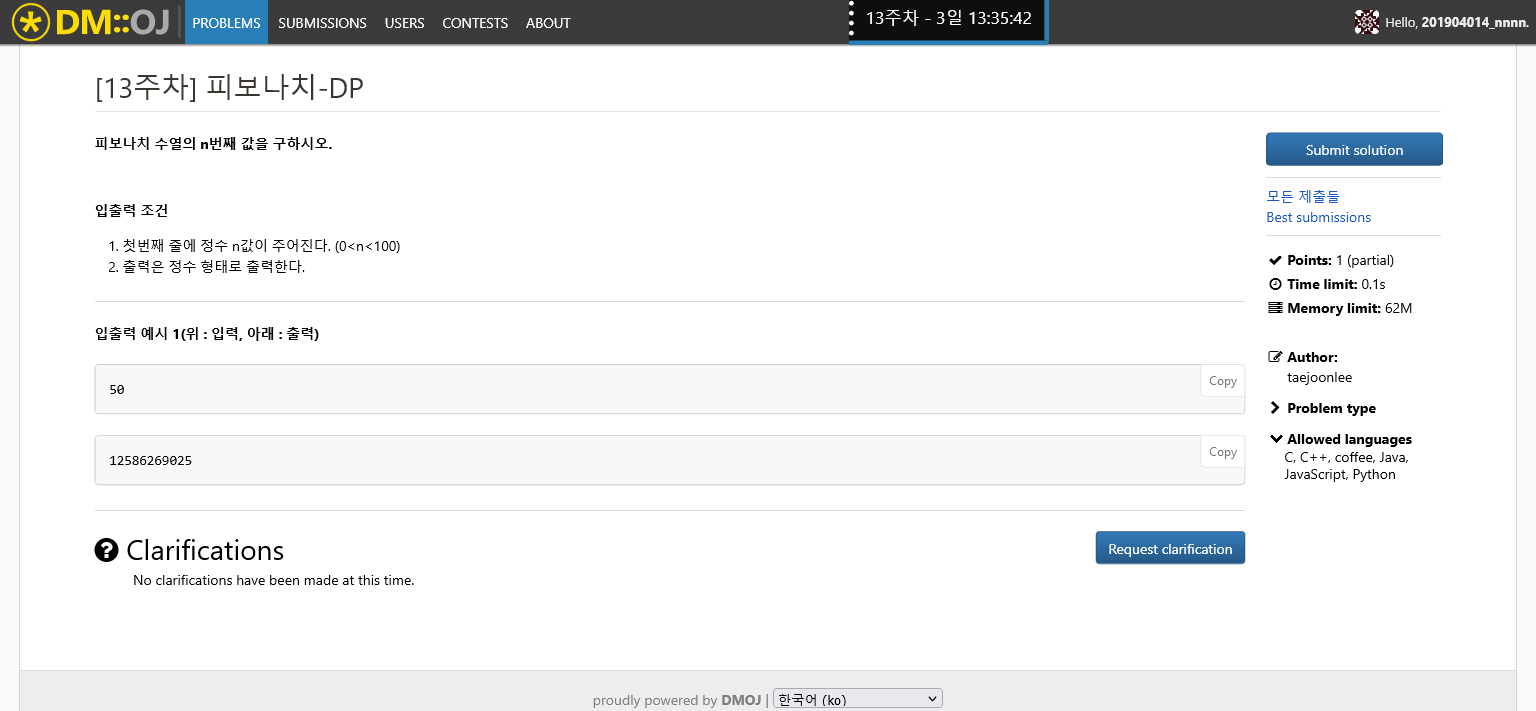 DM::OJ PROBLEMS SUBMISSIONS USERS CONTESTS ABOUT 13주차 - 3일 13:35:42 Hello, 201904014_nnnn.
[13주차] 피보나치-DP
피보나치 수열의 n번째 값을 구하시오.
Submit solution
모든 제출들
Best submissions
입출력 조건
1. 첫번째 줄에 정수 n값이 주어진다. (0<n<100)
2. 출력은 정수 형태로 출력한다.
Points: 1 (partial)
Time limit: 0.1s
Memory limit: 62M
입출력 예시 1(위 : 입력, 아래 : 출력)
Author:
taejoonlee
50
Copy
Problem type
Allowed languages
C, C++, coffee, Java,
JavaScript, Python
12586269025
Copy
Clarifications
Request clarification
No clarifications have been made at this time.
proudly powered by DMOJ | 한국어 (ko)